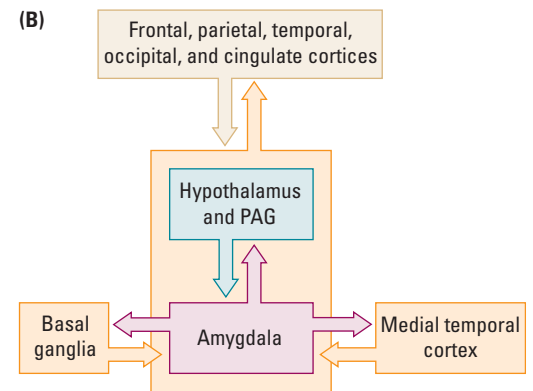 (B)
Frontal, parietal, temporal,
occipital, and cingulate cortices
Hypothalamus
and PAG
Basal
ganglia
Amygdala
Medial temporal
cortex